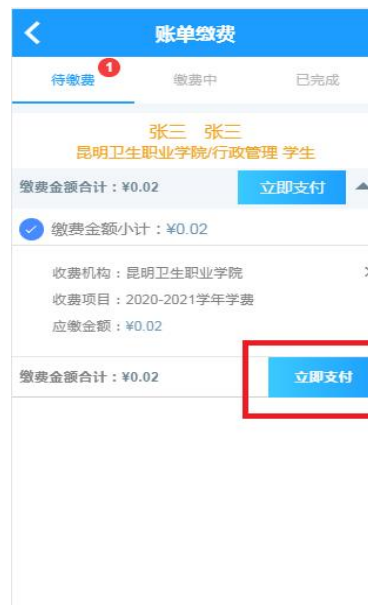 账单缴费
待缴费 1 缴费中 已完成
张三 张三
昆明卫生职业学院/行政管理 学生
缴费金额合计：¥0.02 立即支付
缴费金额小计：¥0.02
收费机构：昆明卫生职业学院
收费项目：2020-2021学年学费
应缴金额：¥0.02
缴费金额合计：¥0.02 立即支付